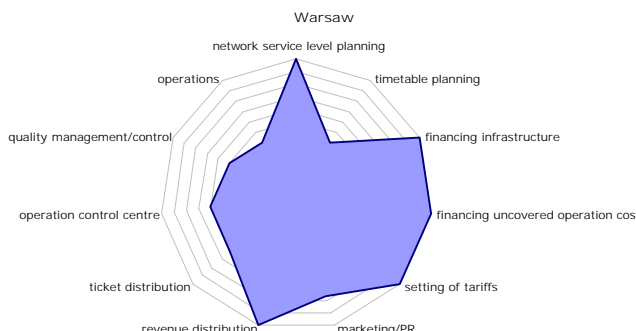 Warsaw
network service level planning
operations
timetable planning
quality management/control
financing infrastructure
operation control centre
financing uncovered operation cos
ticket distribution
setting of tariffs
revenue distribution
marketing/PR